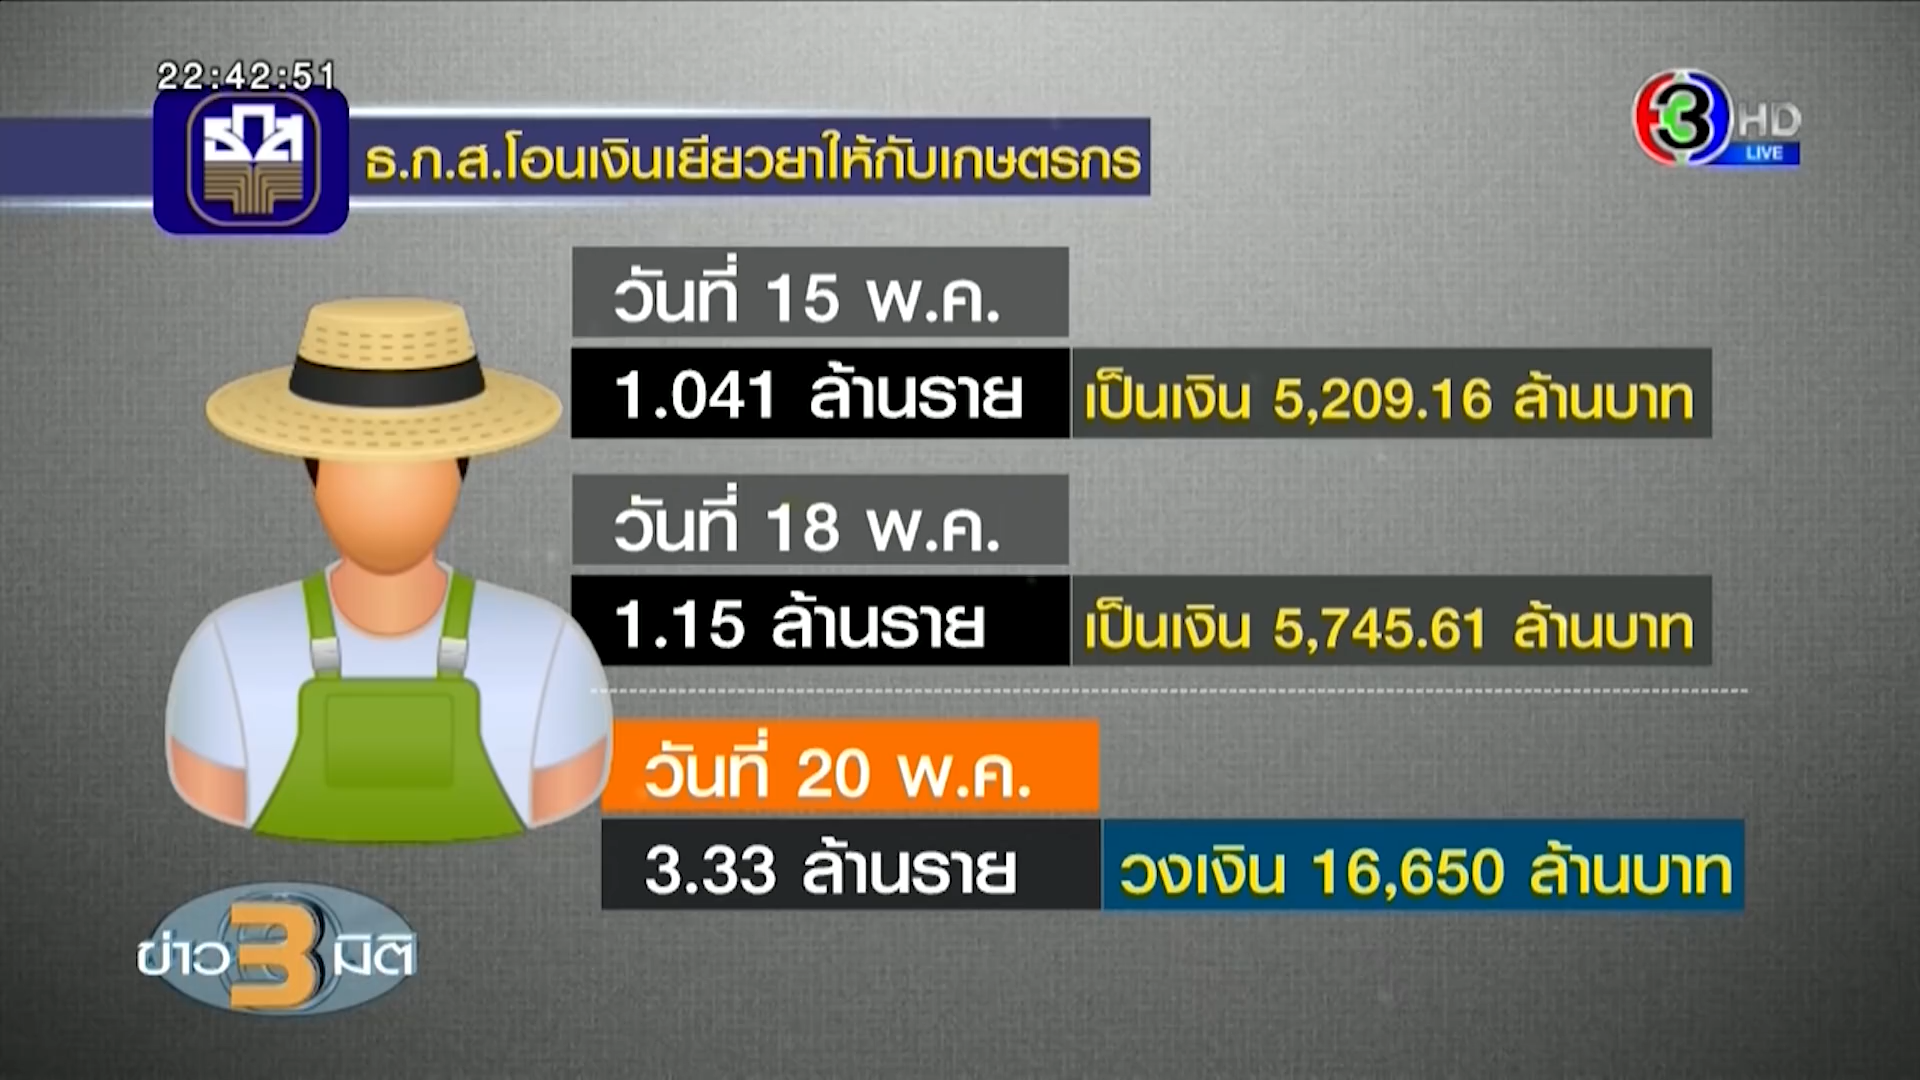 22:42:51
ธกส
ธ.ก.ส.โอนเงินเยียวยาให้กับเกษตรกร
3 HD
LIVE
วันที่ 15 พ.ค.
1.041 ล้านราย เป็นเงิน 5,209.16 ล้านบาท
วันที่ 18 พ.ค.
1.15 ล้านราย เป็นเงิน 5,745.61 ล้านบาท
วันที่ 20 พ.ค.
3.33 ล้านราย วงเงิน 16,650 ล้านบาท
ข่าว 3 มิติ